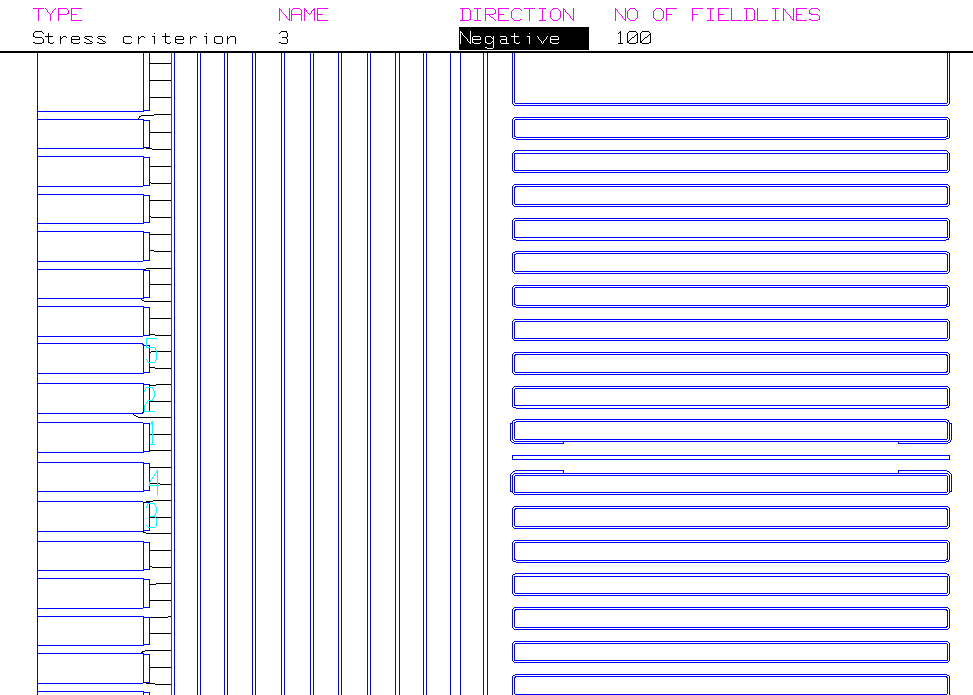 TYPE NAME DIRECTION NO OF FIELDLINES
Stress criterion 3 Negative 100
5
2
1
4
3